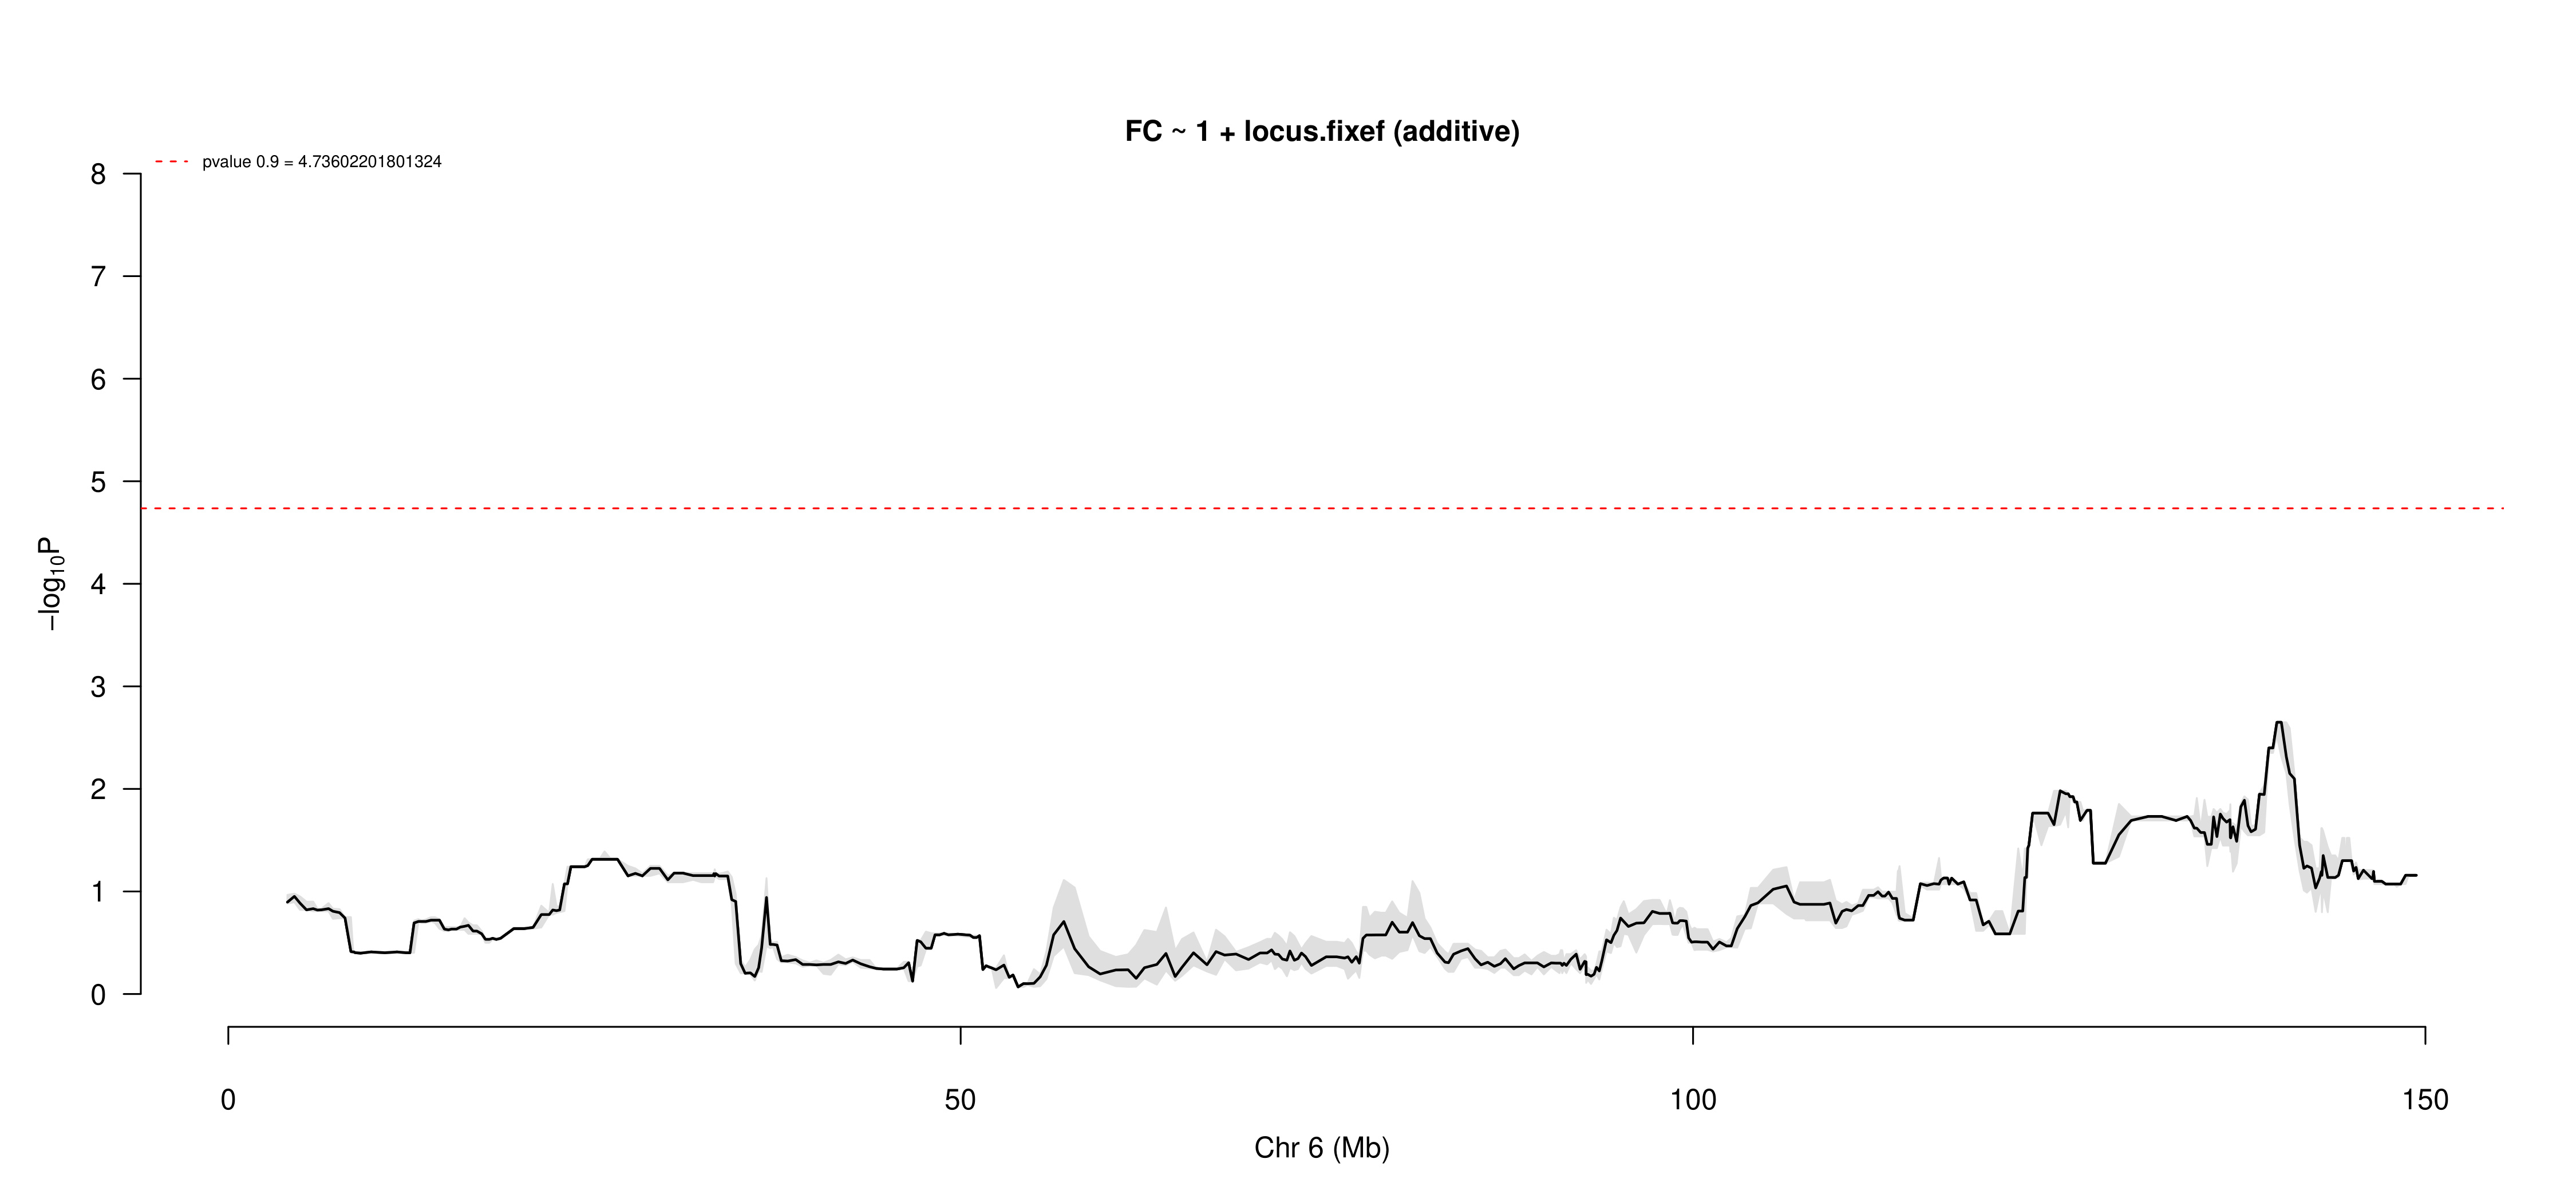 FC ~ 1 + locus.fixef (additive)
pvalue 0.9 = 4.73602201801324
8
7
6
5
4
3
2
1
0
−log10P
0 50 100 150
Chr 6 (Mb)